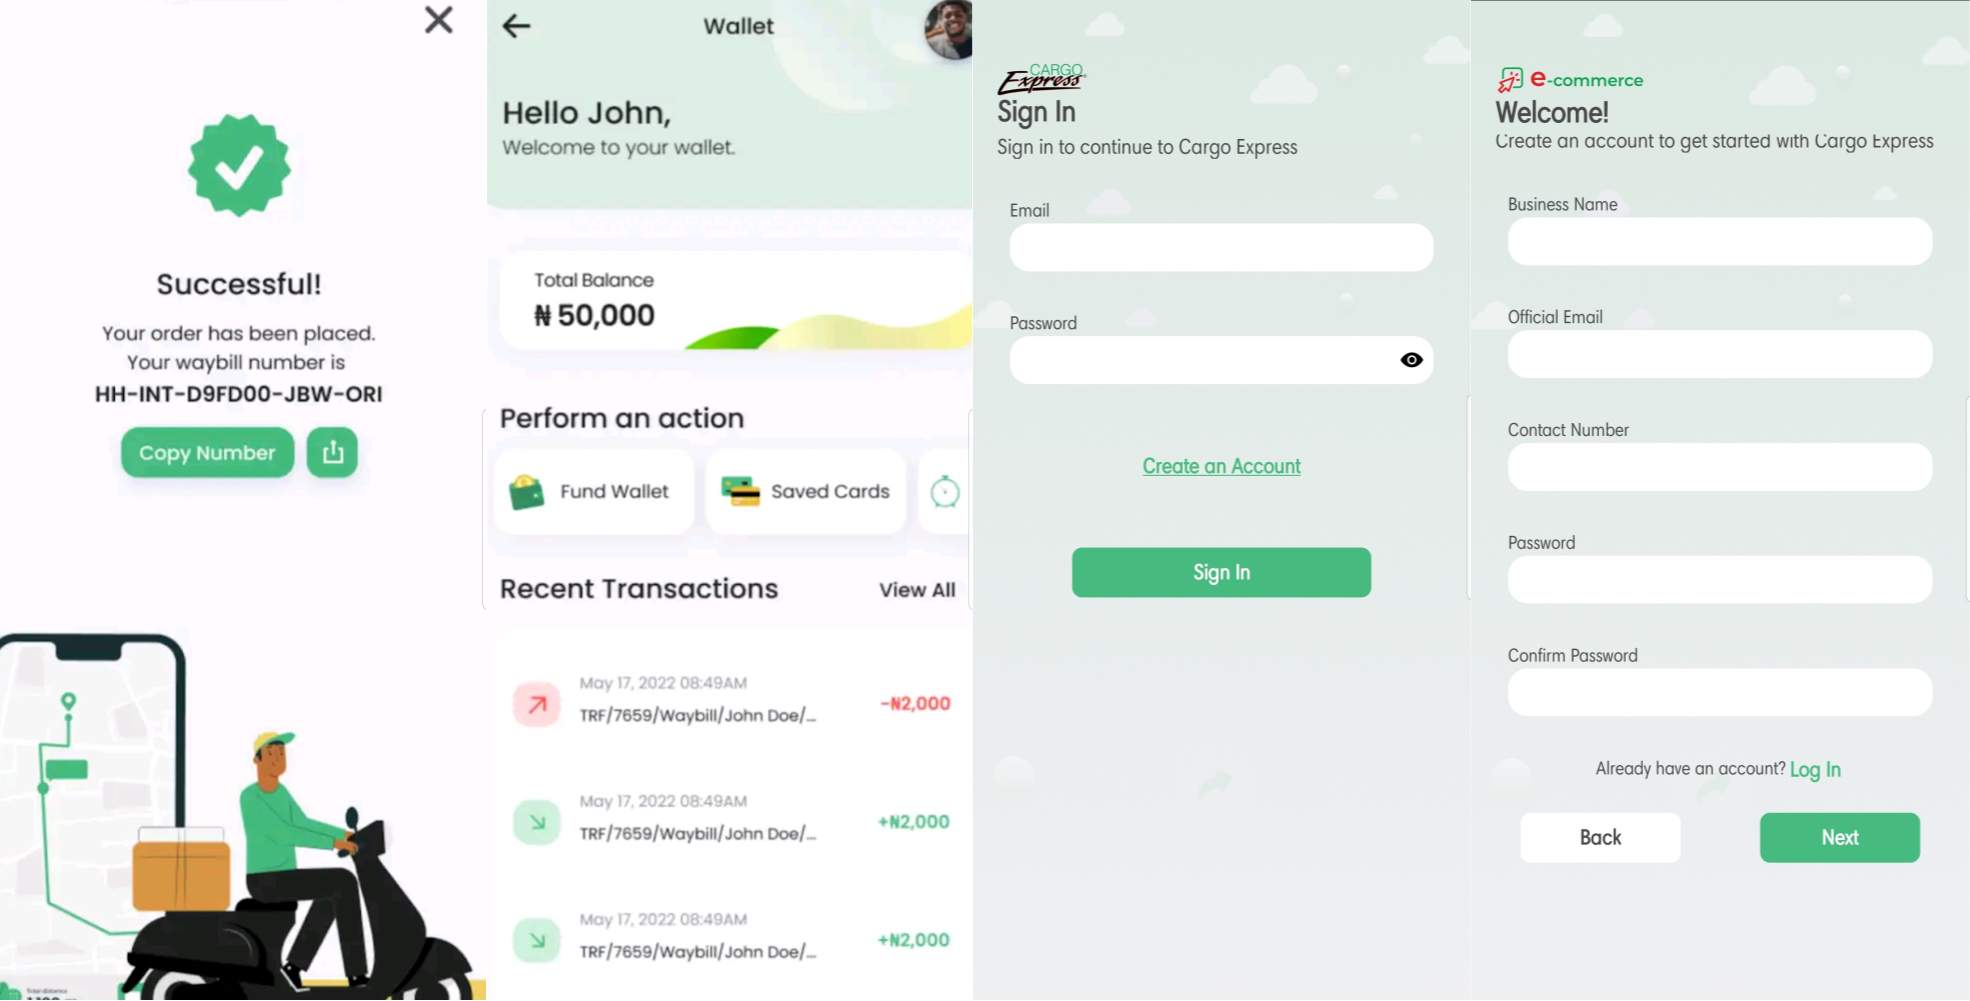 Successful!
Your order has been placed.
Your waybill number is
HH-INT-D9FD00-JBW-ORI
Copy Number
Total distance
Wallet
Hello John,
Welcome to your wallet.
Total Balance
₦ 50,000
Perform an action
Fund Wallet
Saved Cards
Recent Transactions
View All
May 17, 2022 08:49AM
TRF/7659/Waybill/John Doe/...
-₦2,000
May 17, 2022 08:49AM
TRF/7659/Waybill/John Doe/...
+₦2,000
May 17, 2022 08:49AM
TRF/7659/Waybill/John Doe/...
+₦2,000
CARGO
Express
Sign In
Sign in to continue to Cargo Express
Email
Password
Create an Account
Sign In
e-commerce
Welcome!
Create an account to get started with Cargo Express
Business Name
Official Email
Contact Number
Password
Confirm Password
Already have an account? Log In
Back
Next